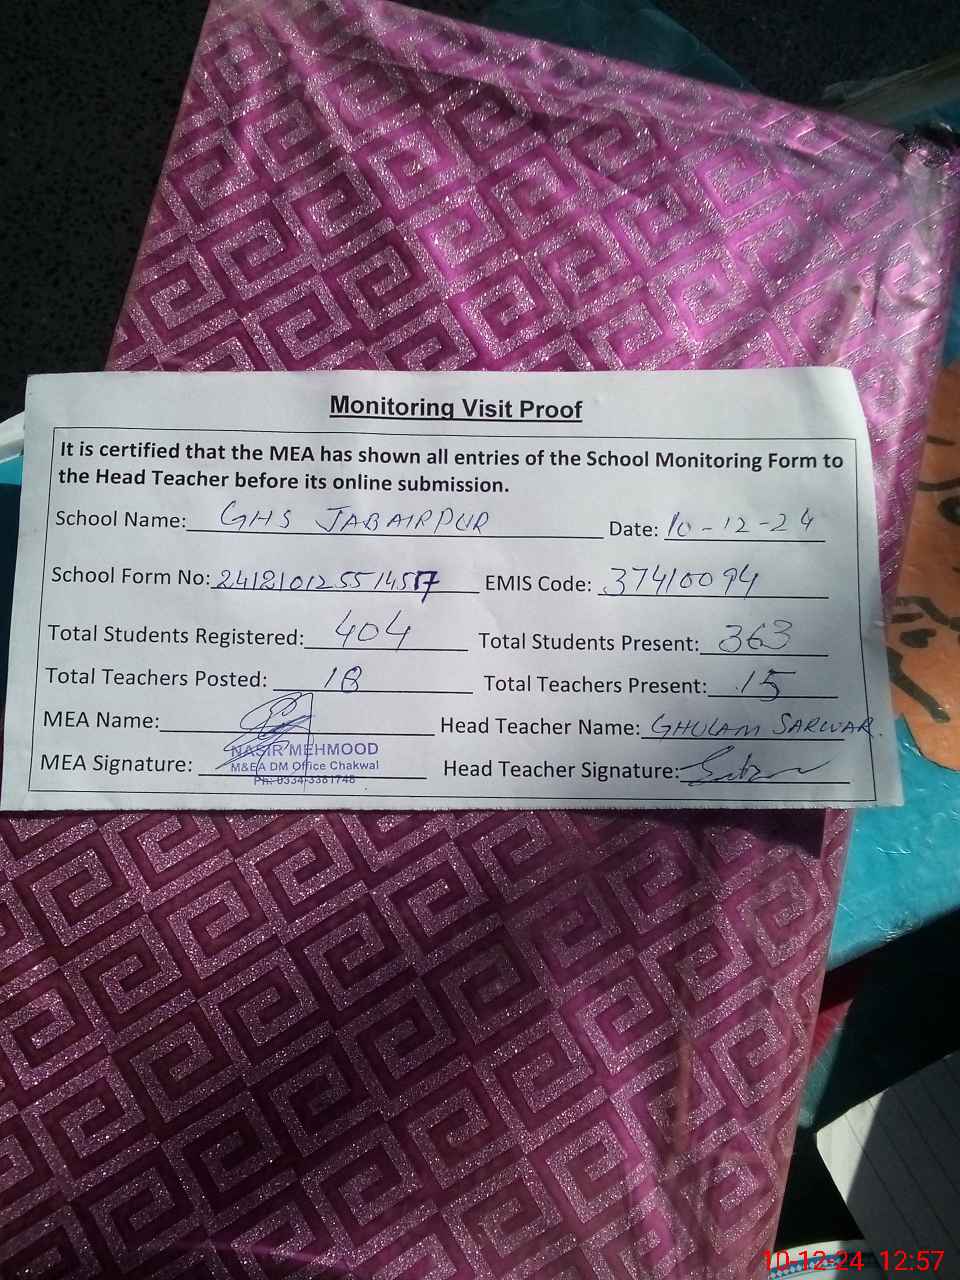 Monitoring Visit Proof
It is certified that the MEA has shown all entries of the School Monitoring Form to
the Head Teacher before its online submission.
School Name: GHS JABAIRPUR Date: 10-12-24
School Form No: EMIS Code: 37410094
Total Students Registered: 404 Total Students Present: 363
Total Teachers Posted: 18 Total Teachers Present: 15
MEA Name: Head Teacher Name: GHULAM SARWAR
MEA Signature: Head Teacher Signature:
NASIR MEHMOOD
M&EA DM Office Chakwal
Ph: 0334-3381748
10-12-24 12:57